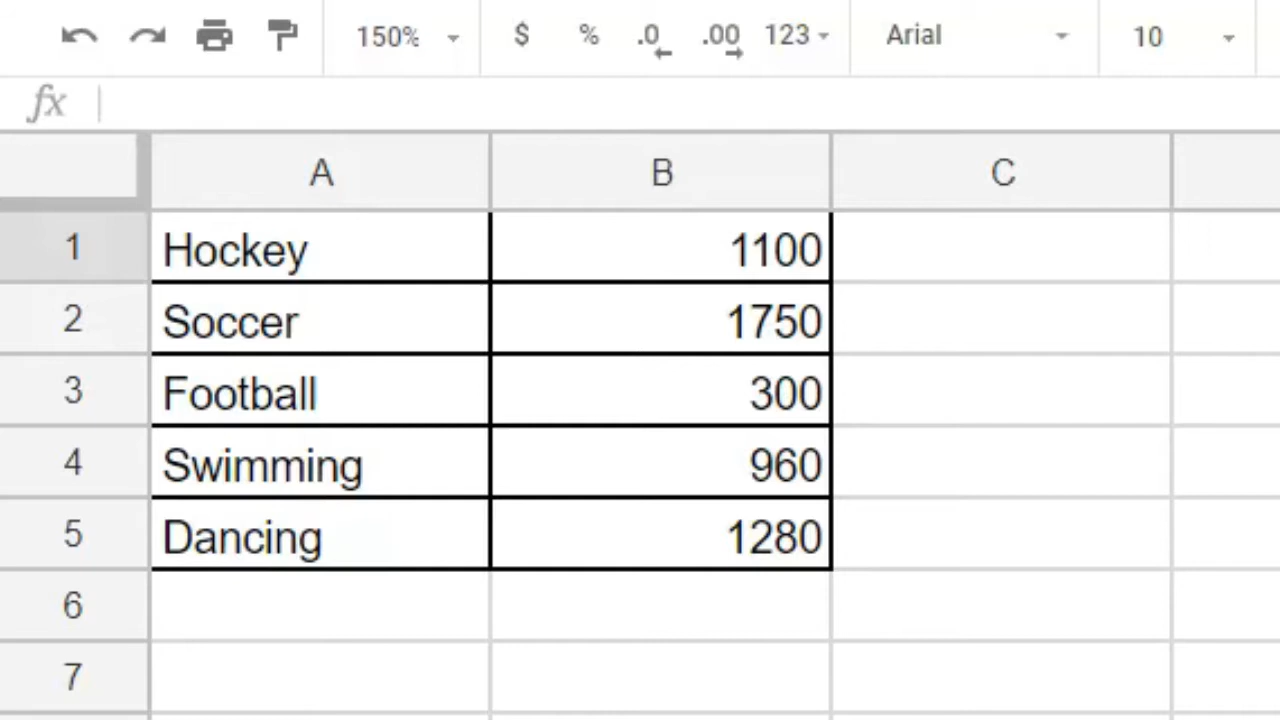 150% $ % .0 .00 123 Arial 10
fx
A B C
1 Hockey 1100
2 Soccer 1750
3 Football 300
4 Swimming 960
5 Dancing 1280
6
7